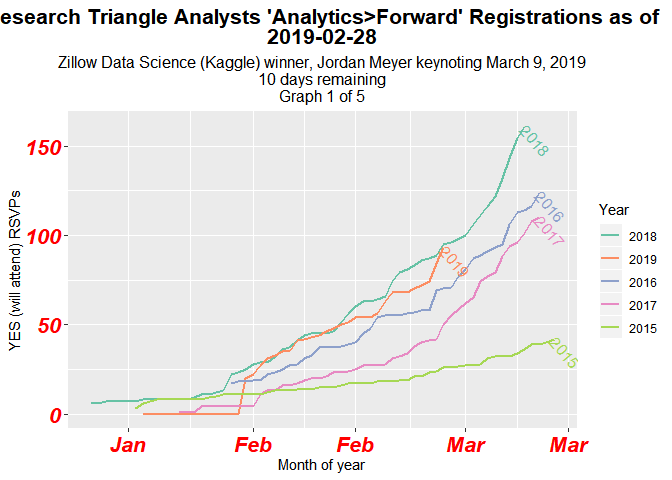 esearch Triangle Analysts 'Analytics>Forward' Registrations as of
2019-02-28
Zillow Data Science (Kaggle) winner, Jordan Meyer keynoting March 9, 2019
10 days remaining
Graph 1 of 5
YES (will attend) RSVPs
150
100
50
0
2018
2016
2017
2019
2015
Jan Feb Feb Mar Mar
Month of year
Year
2018
2019
2016
2017
2015